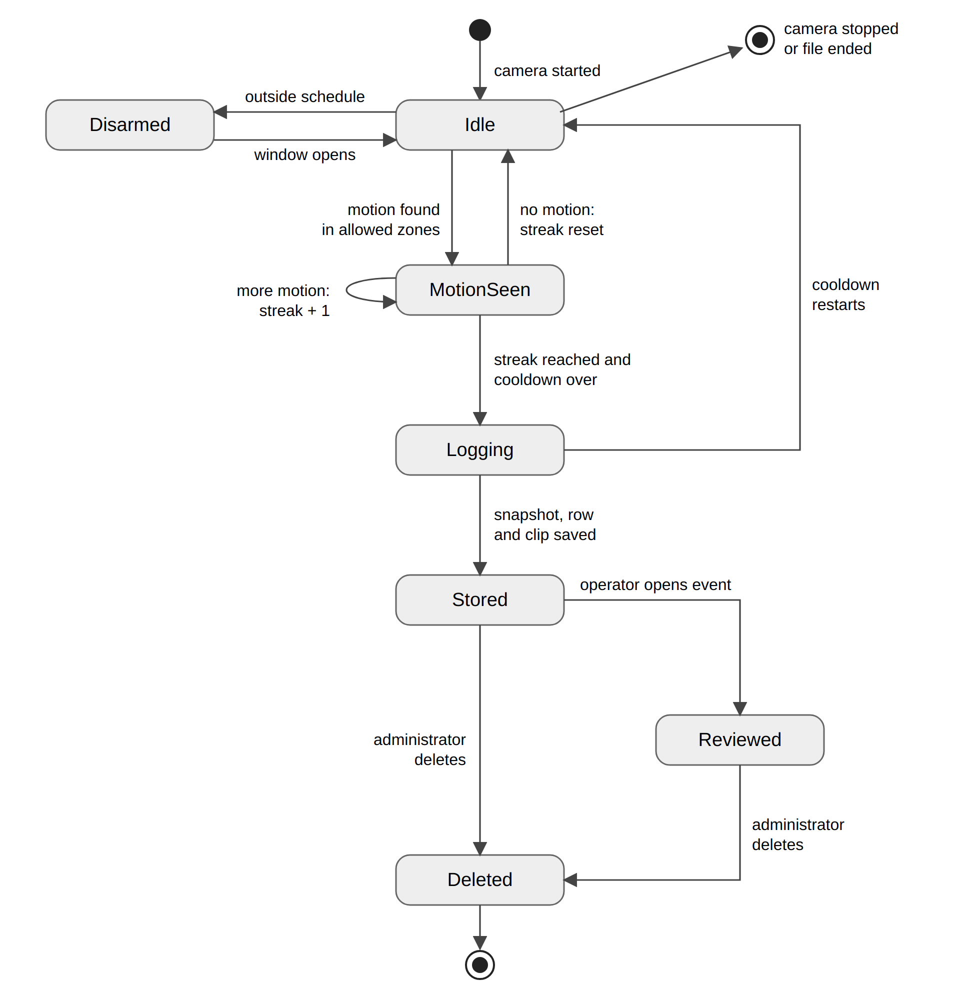 camera stopped
or file ended
camera started
outside schedule
Disarmed
Idle
window opens
motion found
in allowed zones
no motion:
streak reset
more motion:
streak + 1
MotionSeen
cooldown
restarts
streak reached and
cooldown over
Logging
snapshot, row
and clip saved
Stored
operator opens event
administrator
deletes
Reviewed
administrator
deletes
Deleted